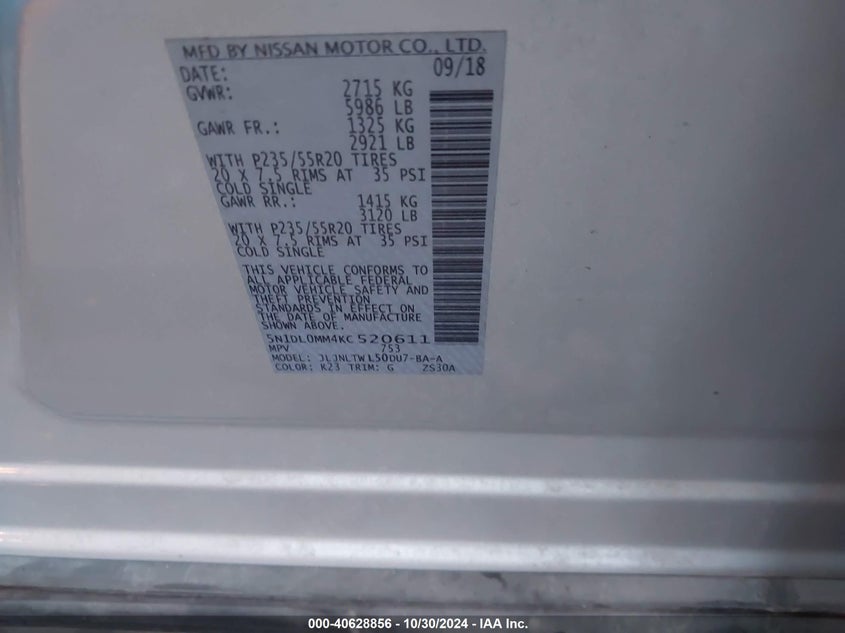 MFD BY NISSAN MOTOR CO., LTD.
DATE: 09/18
GVWR: 2715 KG
5986 LB
GAWR FR.: 1325 KG
2921 LB
WITH P235/55R20 TIRES
20 X 7.5 RIMS AT 35 PSI
COLD SINGLE
GAWR RR.: 1415 KG
3120 LB
WITH P235/55R20 TIRES
20 X 7.5 RIMS AT 35 PSI
COLD SINGLE
THIS VEHICLE CONFORMS TO
ALL APPLICABLE FEDERAL
MOTOR VEHICLE SAFETY AND
THEFT PREVENTION
STANDARDS IN EFFECT ON
THE DATE OF MANUFACTURE
SHOWN ABOVE.
5N1DL0MM4KC520611
MPV 753
MODEL: JLJNLTWL50DU7-BA-A
COLOR: K23 TRIM: G ZS30A
000-40628856 - 10/30/2024 - IAA Inc.